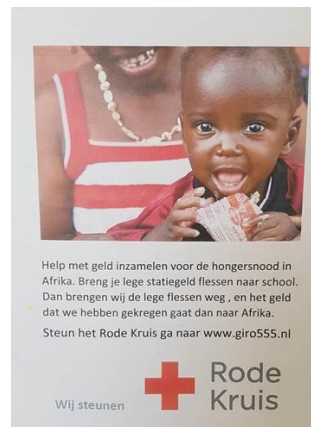 Help met geld inzamelen voor de hongersnood in
Afrika. Breng je lege statiegeld flessen naar school.
Dan brengen wij de lege flessen weg , en het geld
dat we hebben gekregen gaat dan naar Afrika.
Steun het Rode Kruis ga naar www.giro555.nl
Wij steunen
Rode
Kruis